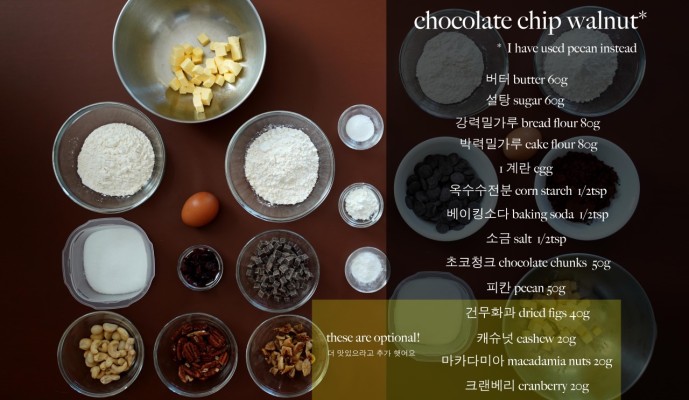 chocolate chip walnut*
* I have used pecan instead
버터 butter 60g
설탕 sugar 60g
강력밀가루 bread flour 80g
박력밀가루 cake flour 80g
1 계란 egg
옥수수전분 corn starch 1/2tsp
베이킹소다 baking soda 1/2tsp
소금 salt 1/2tsp
초코청크 chocolate chunks 50g
피칸 pecan 50g
건무화과 dried figs 40g
these are optional!
더 맛있으라고 추가 했어요
캐슈넛 cashew 20g
마카다미아 macadamia nuts 20g
크랜베리 cranberry 20g